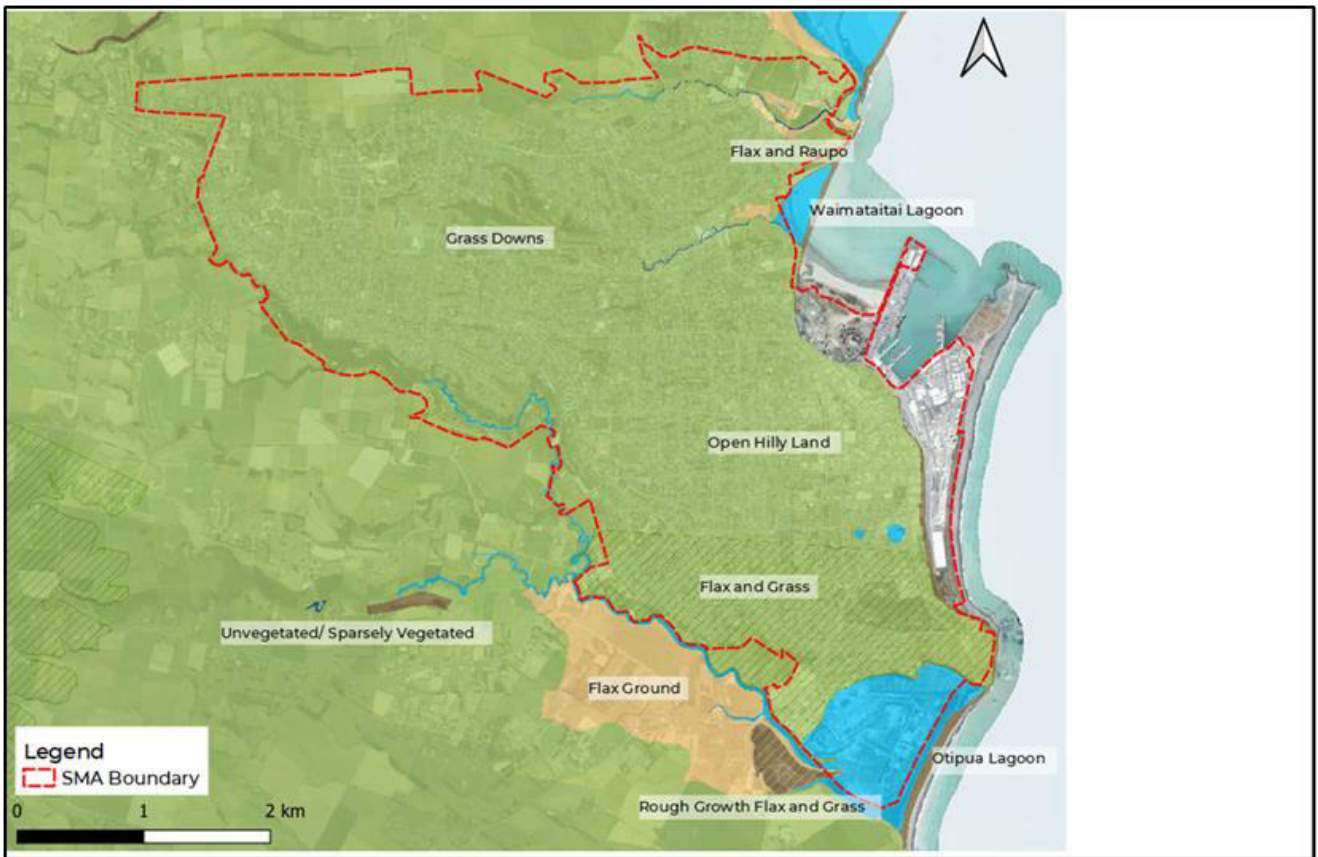 Flax and Raupo
Waimataitai Lagoon
Grass Downs
Open Hilly Land
Flax and Grass
Unvegetated/ Sparsely Vegetated
Flax Ground
Otipua Lagoon
Rough Growth Flax and Grass
Legend
SMA Boundary
0 1 2 km